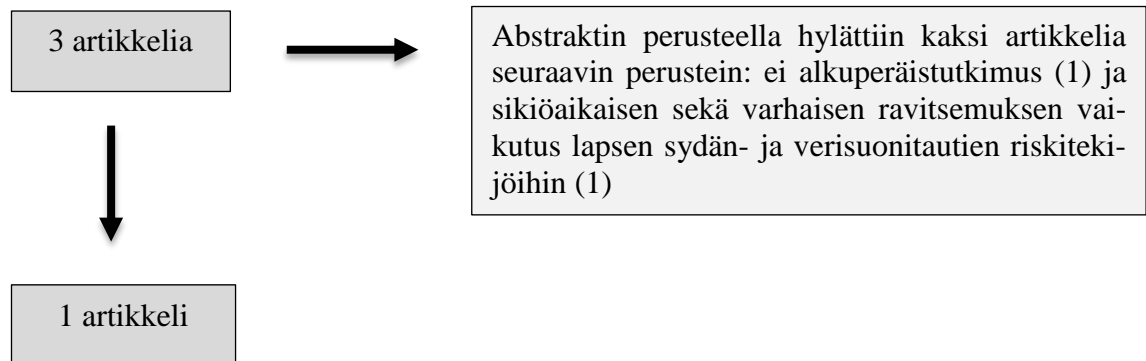 3 artikkelia
Abstraktin perusteella hylättiin kaksi artikkelia
seuraavin perustein: ei alkuperäistutkimus (1) ja
sikiöaikaisen sekä varhaisen ravitsemuksen vai-
kutus lapsen sydän- ja verisuonitautien riskiteki-
jöihin (1)
1 artikkeli